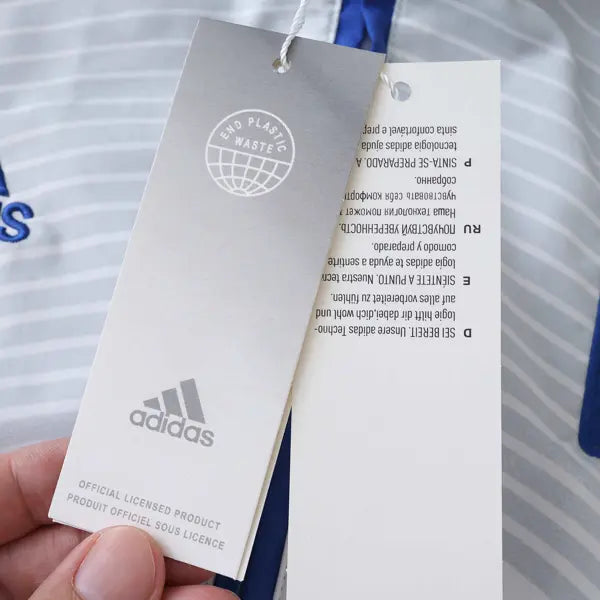 END PLASTIC
WASTE
adidas
OFFICIAL LICENSED PRODUCT
PRODUIT OFFICIEL SOUS LICENCE
D SEI BEREIT. Unsere adidas Techno-
logie hilft dir dabei,dich wohl und
auf alles vorbereitet zu fühlen.
E SIÉNTETE A PUNTO. Nuestra tecn
logía adidas te ayuda a sentirte
comodo y preparado.
RU ПОЧУВСТВУЙ УВЕРЕННОСТЬ.
Наша технология поможет
чувствовать себя комфорт
собранно.
P SINTA-SE PREPARADO. A
tecnologia adidas ajuda
sinta confortável e prep